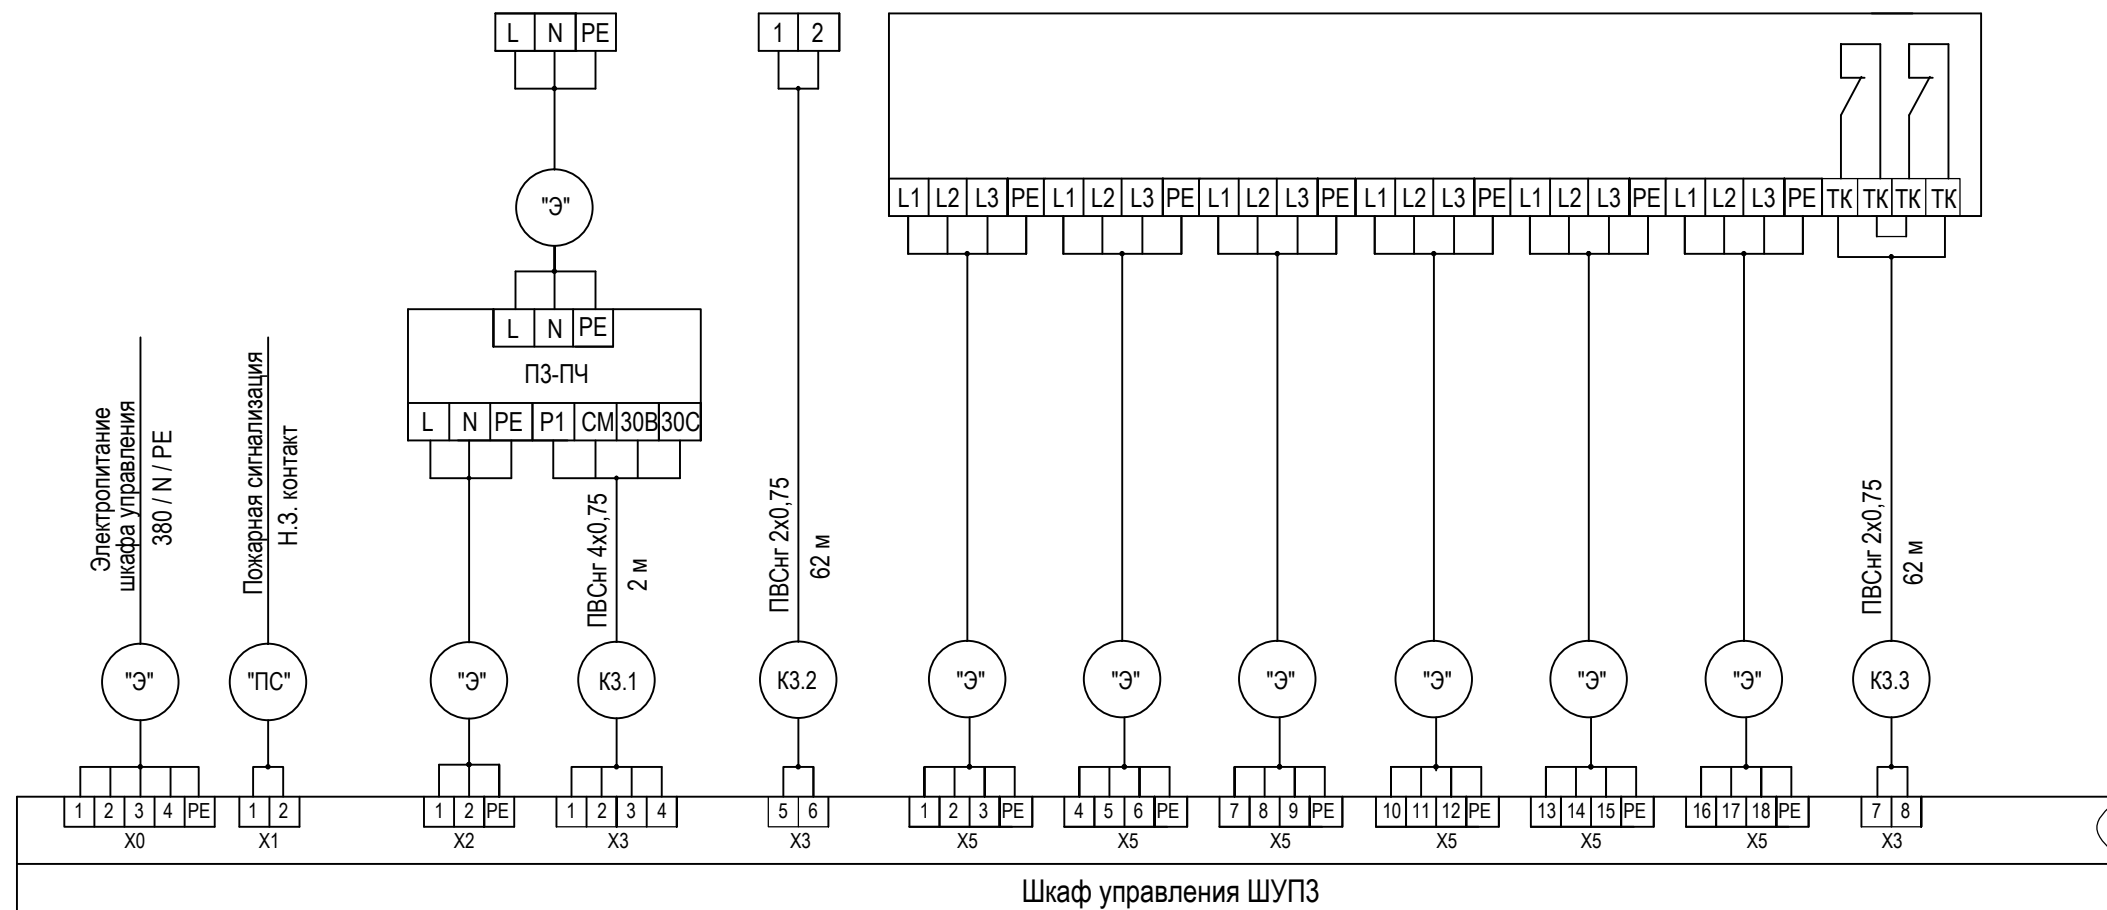 L N PE
1 2
"Э"
L1 L2 L3 PE L1 L2 L3 PE L1 L2 L3 PE L1 L2 L3 PE L1 L2 L3 PE L1 L2 L3 PE ТК ТК ТК ТК
L N PE
П3-ПЧ
L N PE P1 CM 30B 30C
Электропитание
шкафа управления
380 / N / PE
Пожарная сигнализация
Н.З. контакт
ПВСнг 4х0,75
2 м
ПВСнг 2х0,75
62 м
ПВСнг 2х0,75
62 м
"Э" "ПС" "Э" К3.1 К3.2 "Э" "Э" "Э" "Э" "Э" "Э" К3.3
1 2 3 4 PE 1 2 1 2 PE 1 2 3 4 5 6 1 2 3 PE 4 5 6 PE 7 8 9 PE 10 11 12 PE 13 14 15 PE 16 17 18 PE 7 8
X0 X1 X2 X3 X3 X5 X5 X5 X5 X5 X5 X3
Шкаф управления ШУП3